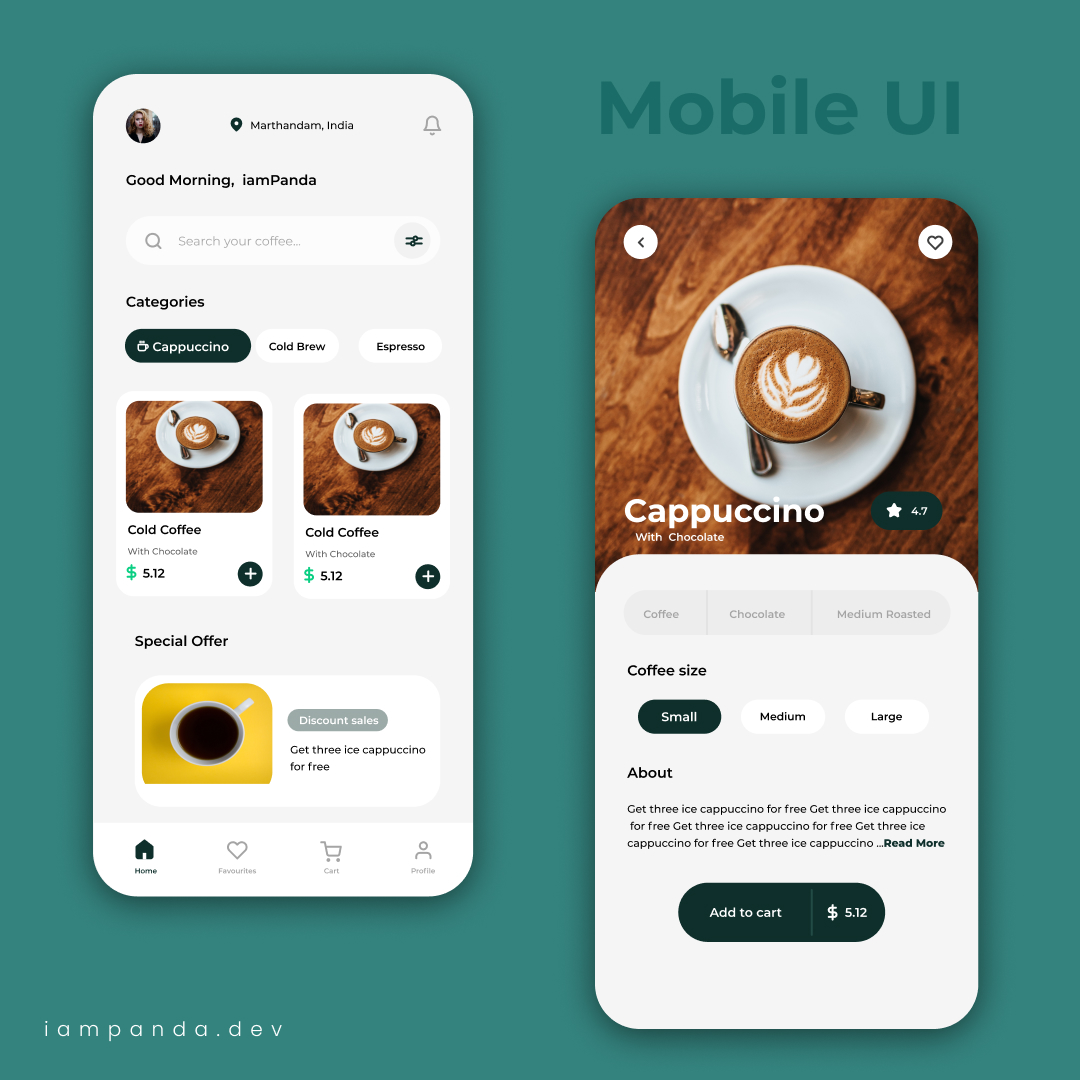 Mobile UI
Marthandam, India
Good Morning,  iamPanda
Search your coffee...
Categories
Cappuccino
Cold Brew
Espresso
Cold Coffee
With Chocolate
$ 5.12
Cold Coffee
With Chocolate
$ 5.12
Special Offer
Discount sales
Get three ice cappuccino
for free
Home
Favourites
Cart
Profile
Cappuccino
With  Chocolate
4.7
Coffee
Chocolate
Medium Roasted
Coffee size
Small
Medium
Large
About
Get three ice cappuccino for free Get three ice cappuccino
for free Get three ice cappuccino for free Get three ice
cappuccino for free Get three ice cappuccino ...Read More
Add to cart
$ 5.12
iampanda.dev